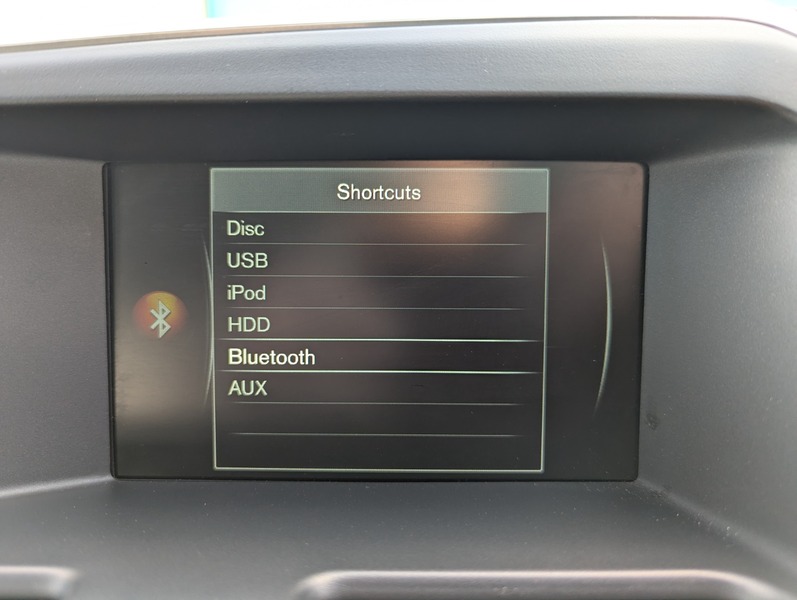 Shortcuts
Disc
USB
iPod
HDD
Bluetooth
AUX